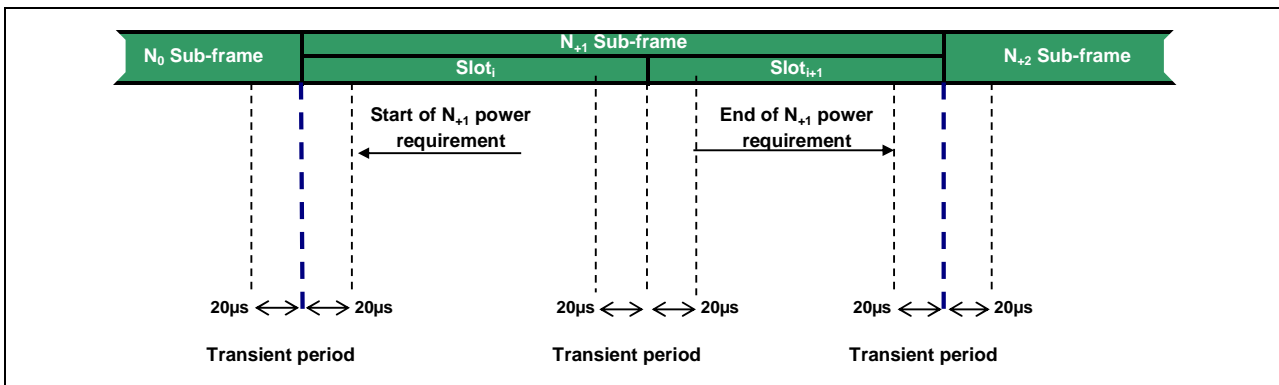 N+1 Sub-frame
N0 Sub-frame
N+2 Sub-frame
Sloti
Sloti+1
Start of N+1 power
requirement
End of N+1 power
requirement
20µs
20µs
20µs
20µs
20µs
20µs
Transient period
Transient period
Transient period